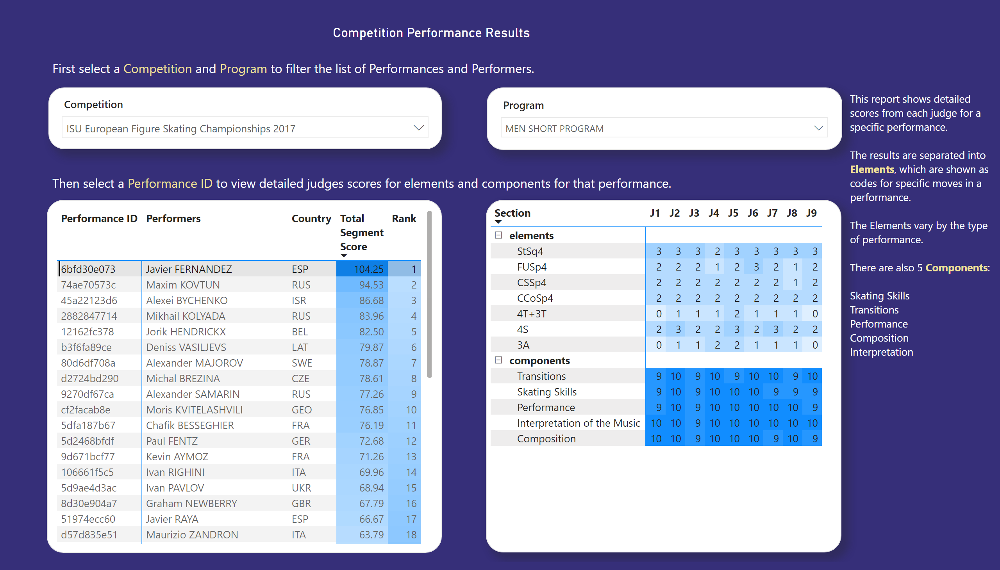 Competition Performance Results
First select a Competition and Program to filter the list of Performances and Performers.
Competition
ISU European Figure Skating Championships 2017
Program
MEN SHORT PROGRAM
Then select a Performance ID to view detailed judges scores for elements and components for that performance.
Performance ID Performers Country Total Segment Score Rank
6bfd30e073 Javier FERNANDEZ ESP 104.25 1
74ae70573c Maxim KOVTUN RUS 94.53 2
45a22123d6 Alexei BYCHENKO ISR 86.68 3
2882847714 Mikhail KOLYADA RUS 83.96 4
12162fc378 Jorik HENDRICKX BEL 82.50 5
b3f6fa89ce Deniss VASILJEVS LAT 79.87 6
80d6df708a Alexander MAJOROV SWE 78.87 7
d2724bd290 Michal BREZINA CZE 78.61 8
9270df67ca Alexander SAMARIN RUS 77.26 9
cf2facab8e Moris KVITELASHVILI GEO 76.85 10
5dfa187b67 Chafik BESSEGHIER FRA 76.19 11
5d2468bfdf Paul FENTZ GER 72.68 12
9d671bcf77 Kevin AYMOZ FRA 71.26 13
106661f5c5 Ivan RIGHINI ITA 69.96 14
5d9ae4d3ac Ivan PAVLOV UKR 68.94 15
8d30e904a7 Graham NEWBERRY GBR 67.79 16
51974ecc60 Javier RAYA ESP 66.67 17
d57d835e51 Maurizio ZANDRON ITA 63.79 18
Section J1 J2 J3 J4 J5 J6 J7 J8 J9
elements
StSq4 3 3 3 2 3 3 3 3 3
FUSp4 2 2 2 1 2 3 2 1 2
CSSp4 2 2 2 2 2 2 2 1 2
CCoSp4 2 2 2 2 2 2 2 2 2
4T+3T 0 1 1 1 2 1 1 1 0
4S 2 3 2 2 3 2 3 2 2
3A 0 1 1 2 2 1 1 1 0
components
Transitions 9 10 9 10 9 10 10 9 10
Skating Skills 9 10 9 10 10 10 9 9 9
Performance 9 10 9 10 10 10 10 10 9
Interpretation of the Music 10 10 9 10 10 10 10 10 10
Composition 10 10 9 10 10 10 9 10 9
This report shows detailed
scores from each judge for a
specific performance.
The results are separated into
Elements, which are shown as
codes for specific moves in a
performance.
The Elements vary by the type
of performance.
There are also 5 Components:
Skating Skills
Transitions
Performance
Composition
Interpretation